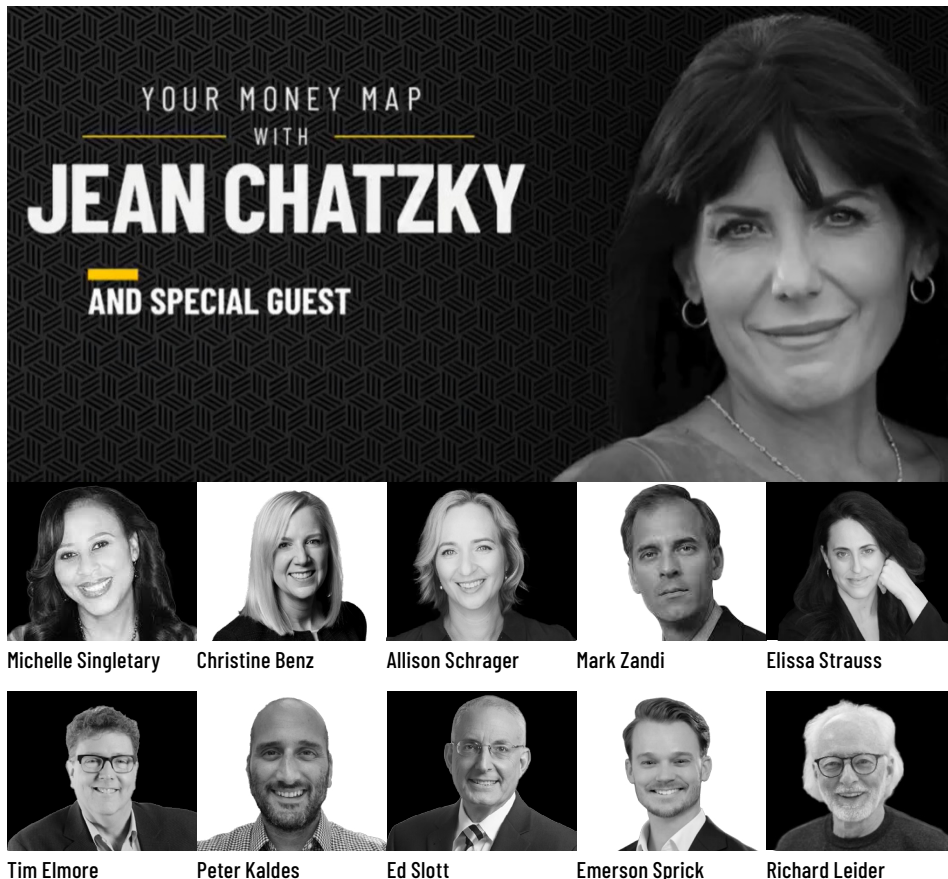 YOUR MONEY MAP
WITH
JEAN CHATZKY
AND SPECIAL GUEST
Michelle Singletary
Christine Benz
Allison Schrager
Mark Zandi
Elissa Strauss
Tim Elmore
Peter Kaldes
Ed Slott
Emerson Sprick
Richard Leider